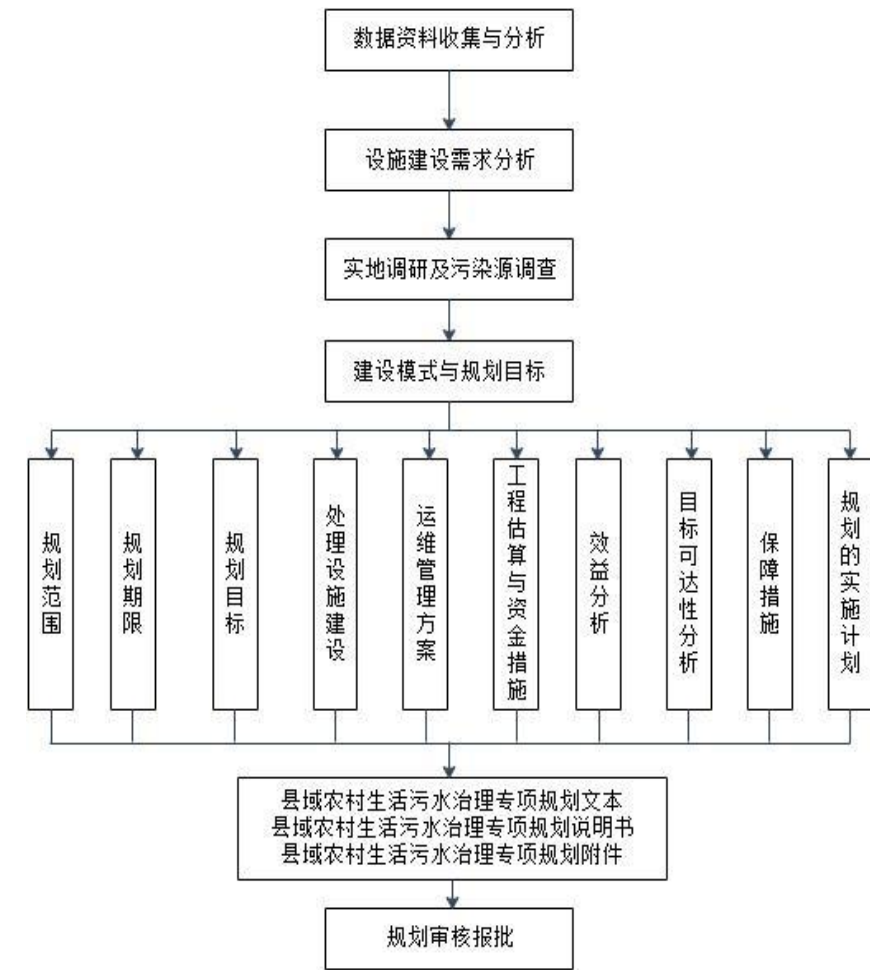 数据资料收集与分析
设施建设需求分析
实地调研及污染源调查
建设模式与规划目标
规划范围
规划期限
规划目标
处理设施建设
运维管理方案
工程估算与资金措施
效益分析
目标可达性分析
保障措施
规划的实施计划
县域农村生活污水治理专项规划文本
县域农村生活污水治理专项规划说明书
县域农村生活污水治理专项规划附件
规划审核报批